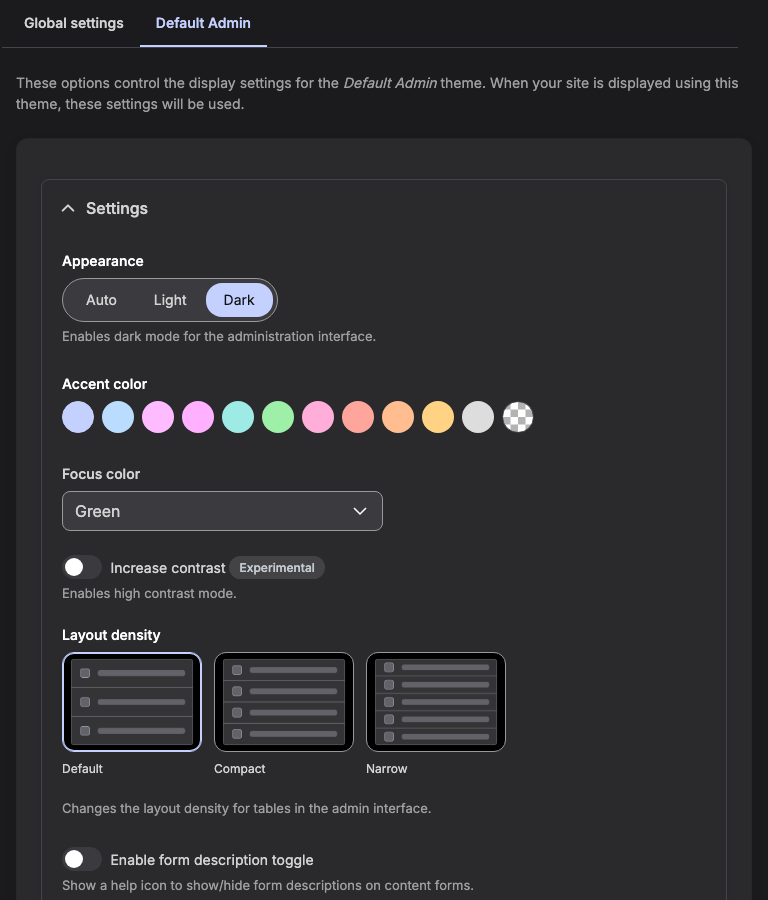 Global settings
Default Admin
These options control the display settings for the Default Admin theme. When your site is displayed using this
theme, these settings will be used.
Settings
Appearance
Auto Light Dark
Enables dark mode for the administration interface.
Accent color
Focus color
Green
Increase contrast Experimental
Enables high contrast mode.
Layout density
Default Compact Narrow
Changes the layout density for tables in the admin interface.
Enable form description toggle
Show a help icon to show/hide form descriptions on content forms.